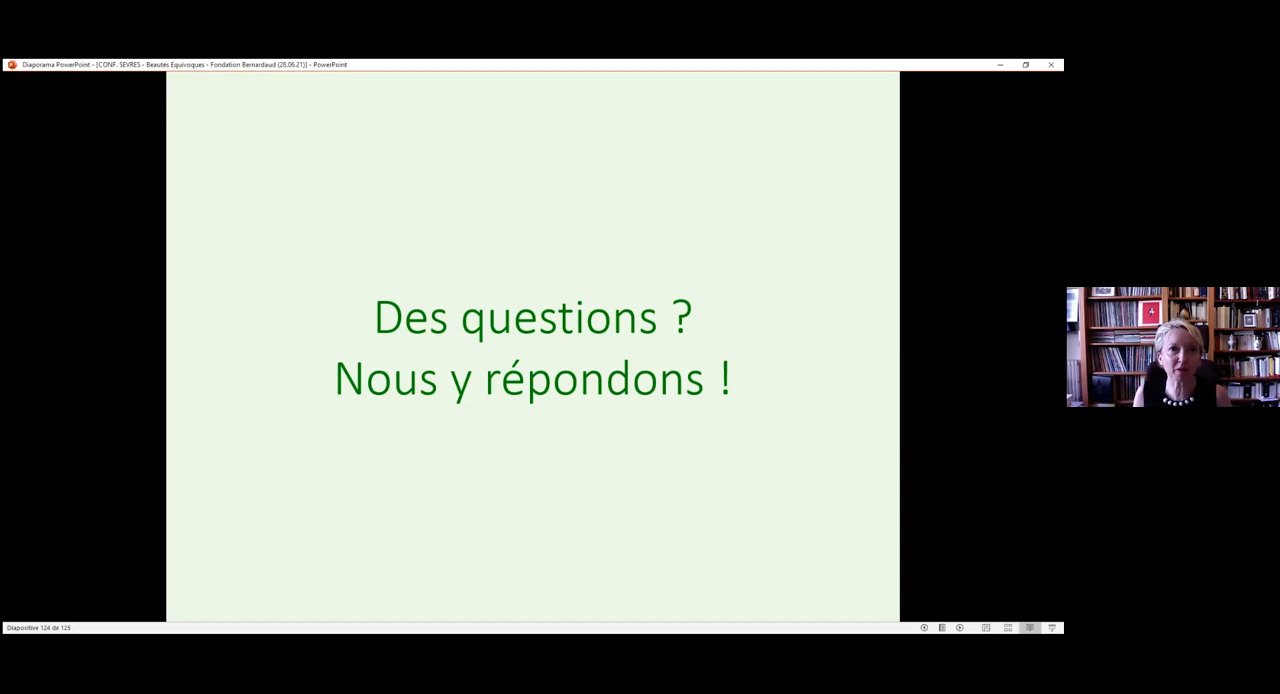 Diaporama PowerPoint - [CONF. SEVRES - Beautés Equivoques - Fondation Bernardaud (28.06.21)] - PowerPoint
Des questions ?
Nous y répondons !
Diapositive 124 de 125